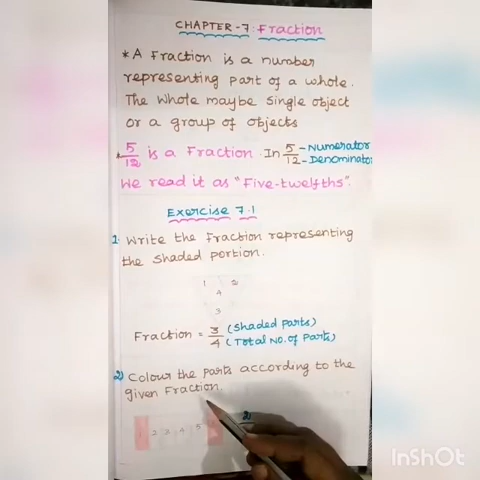 CHAPTER-7: Fraction
* A Fraction is a number
representing part of a whole.
The whole maybe single object
or a group of objects
5/12 is a Fraction. In 5/12 - Numerator - Denominator
We read it as "Five-twelfths".
Exercise 7.1
1. Write the Fraction representing
the shaded portion.
1 2
4
3
Fraction = 3/4 (Shaded Parts) (Total No. of Parts)
2) Colour the parts according to the
given Fraction.
1 2 3 4 5 2
InShOt